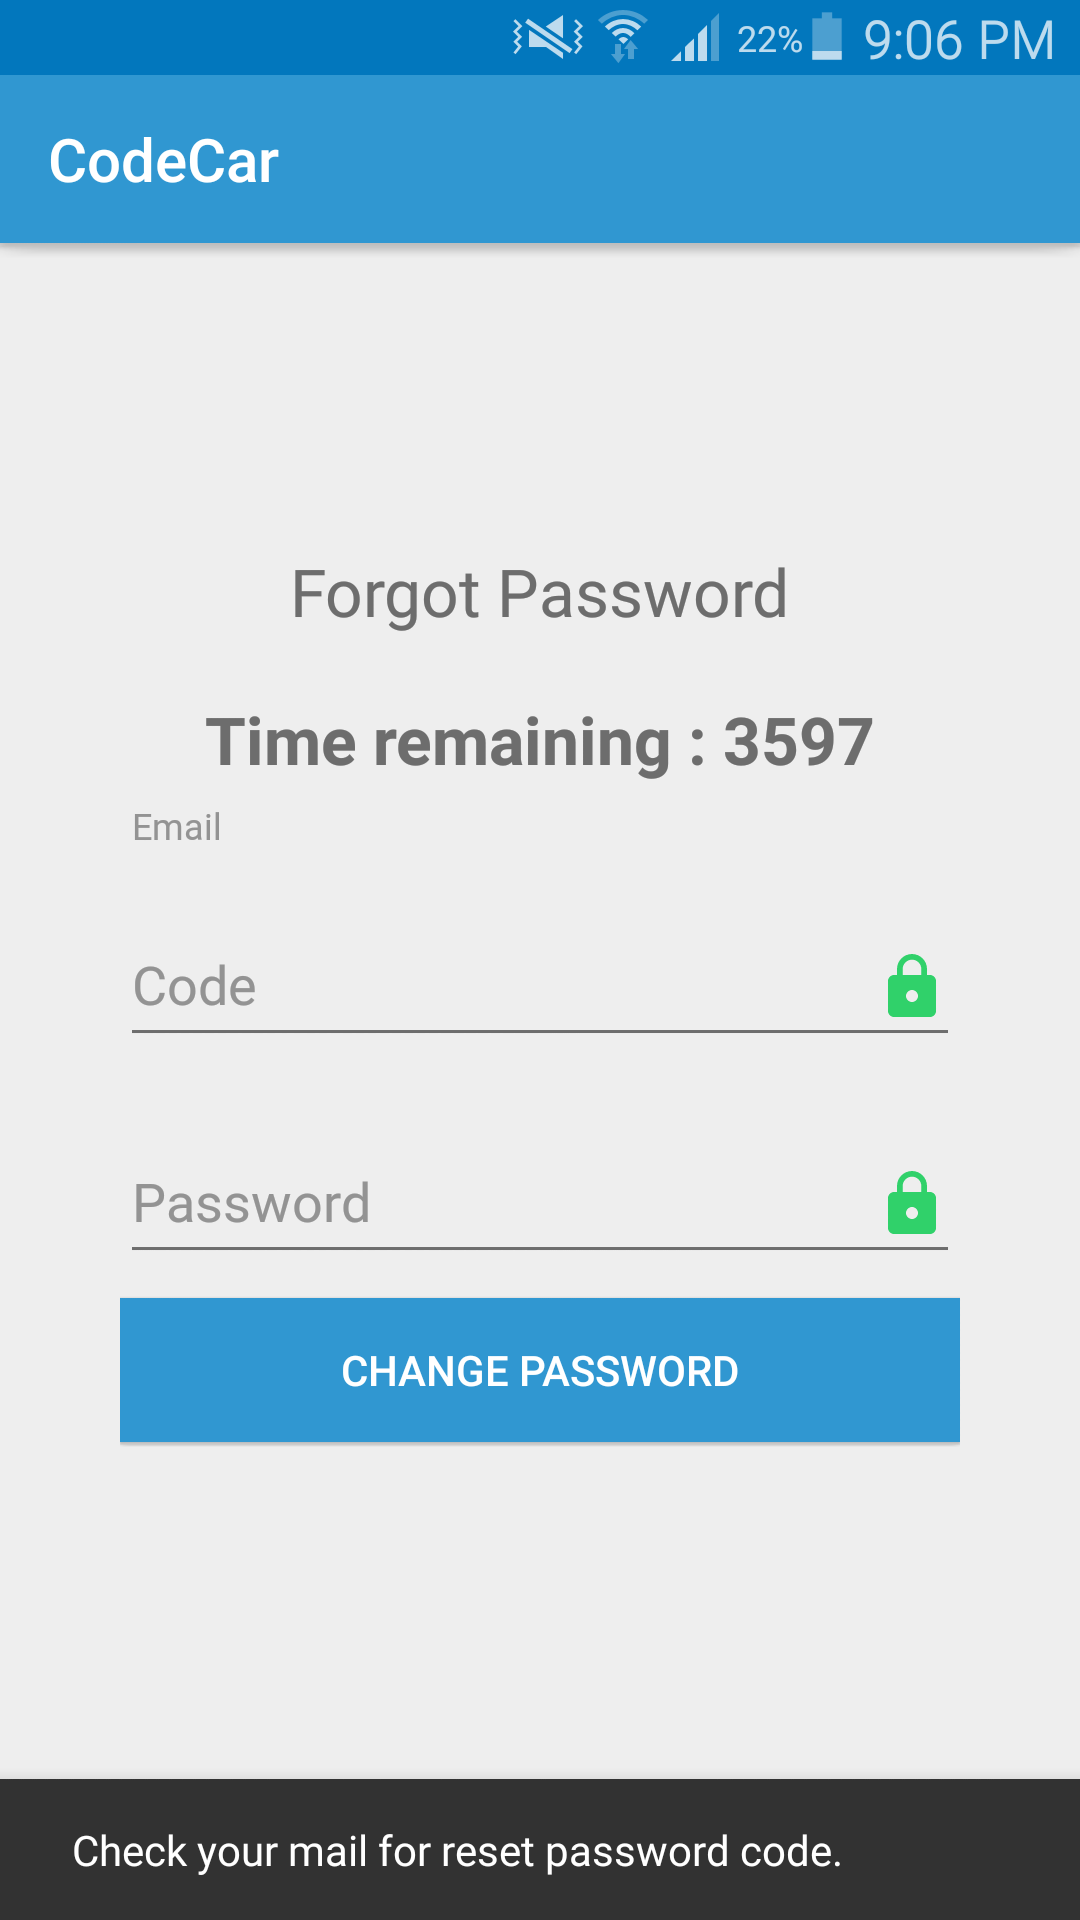 22% 9:06 PM
CodeCar
Forgot Password
Time remaining : 3597
Email
Code
Password
CHANGE PASSWORD
Check your mail for reset password code.